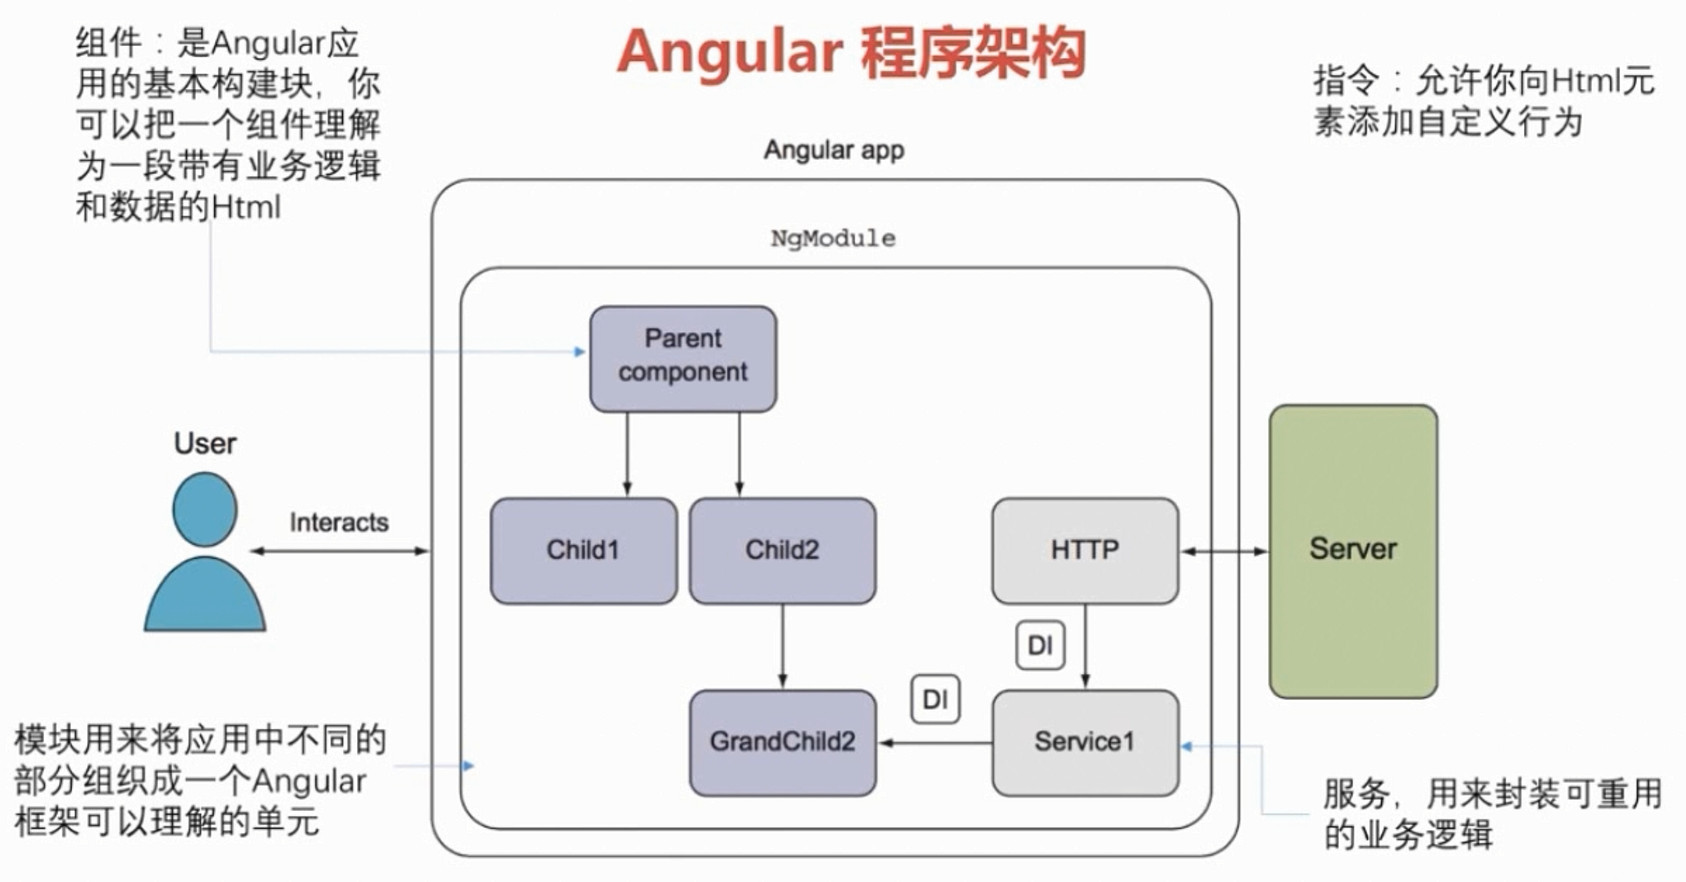 Angular 程序架构
组件：是Angular应
用的基本构建块，你
可以把一个组件理解
为一段带有业务逻辑
和数据的Html
指令：允许你向Html元
素添加自定义行为
Angular app
NgModule
Parent
component
User
Interacts
Child1
Child2
HTTP
Server
DI
DI
GrandChild2
Service1
模块用来将应用中不同的
部分组织成一个Angular
框架可以理解的单元
服务，用来封装可重用
的业务逻辑